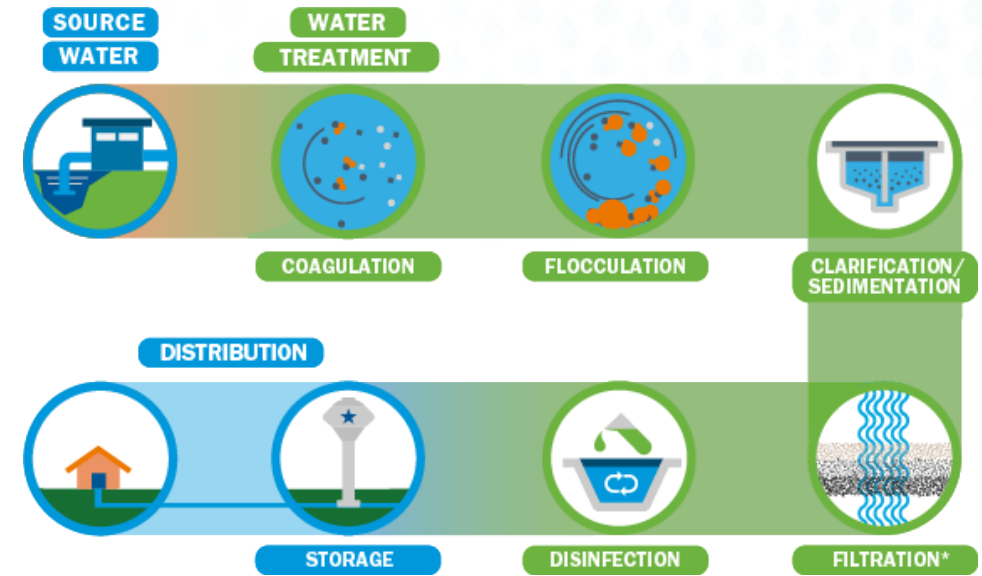 SOURCE
WATER
WATER
TREATMENT
COAGULATION
FLOCCULATION
CLARIFICATION/
SEDIMENTATION
DISTRIBUTION
STORAGE
DISINFECTION
FILTRATION*